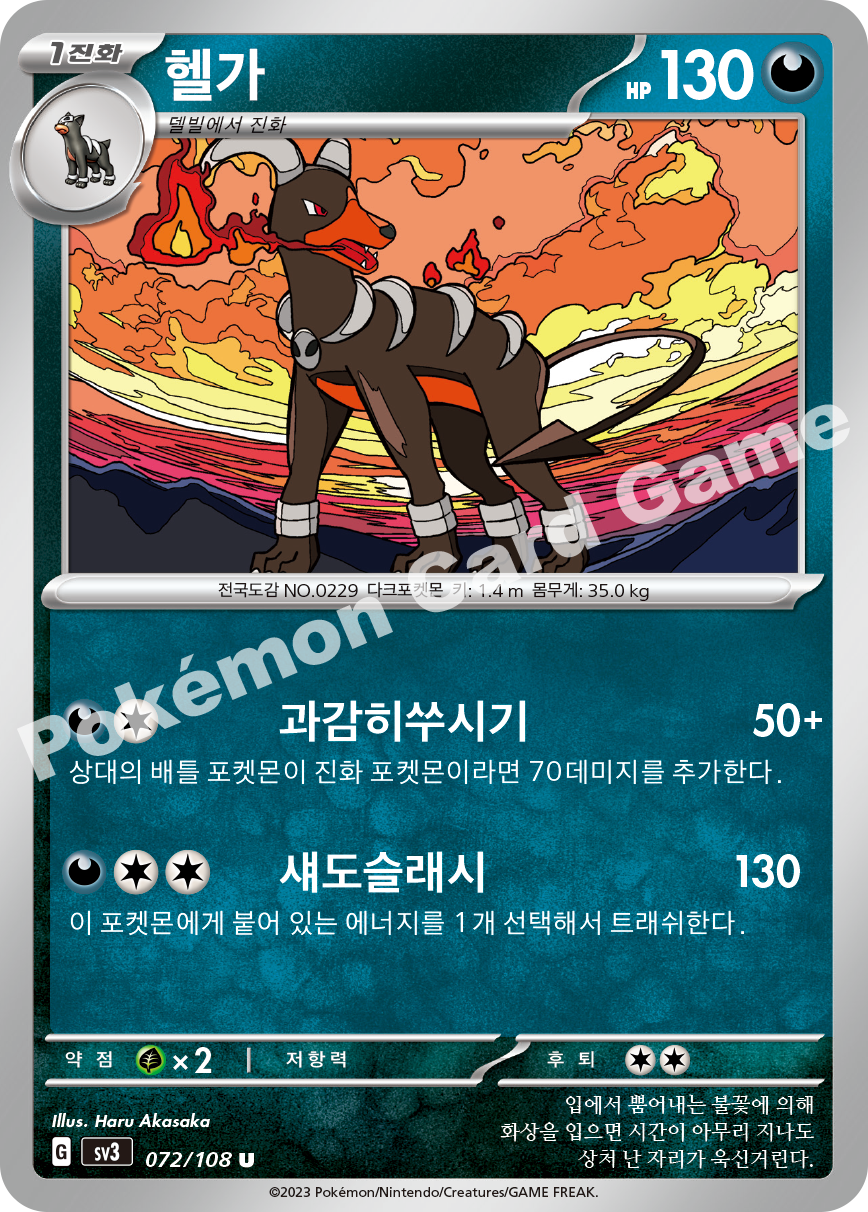 1진화
헬가
HP 130
델빌에서 진화
전국도감 NO.0229 다크포켓몬 키: 1.4 m 몸무게: 35.0 kg
Pokémon Card Game
과감히쑤시기 50+
상대의 배틀 포켓몬이 진화 포켓몬이라면 70데미지를 추가한다.
섀도슬래시 130
이 포켓몬에게 붙어 있는 에너지를 1개 선택해서 트래쉬한다.
약 점 ×2 | 저항력 후 퇴
Illus. Haru Akasaka
입에서 뿜어내는 불꽃에 의해
화상을 입으면 시간이 아무리 지나도
상처 난 자리가 욱신거린다.
G SV3 072/108 U
©2023 Pokémon/Nintendo/Creatures/GAME FREAK.